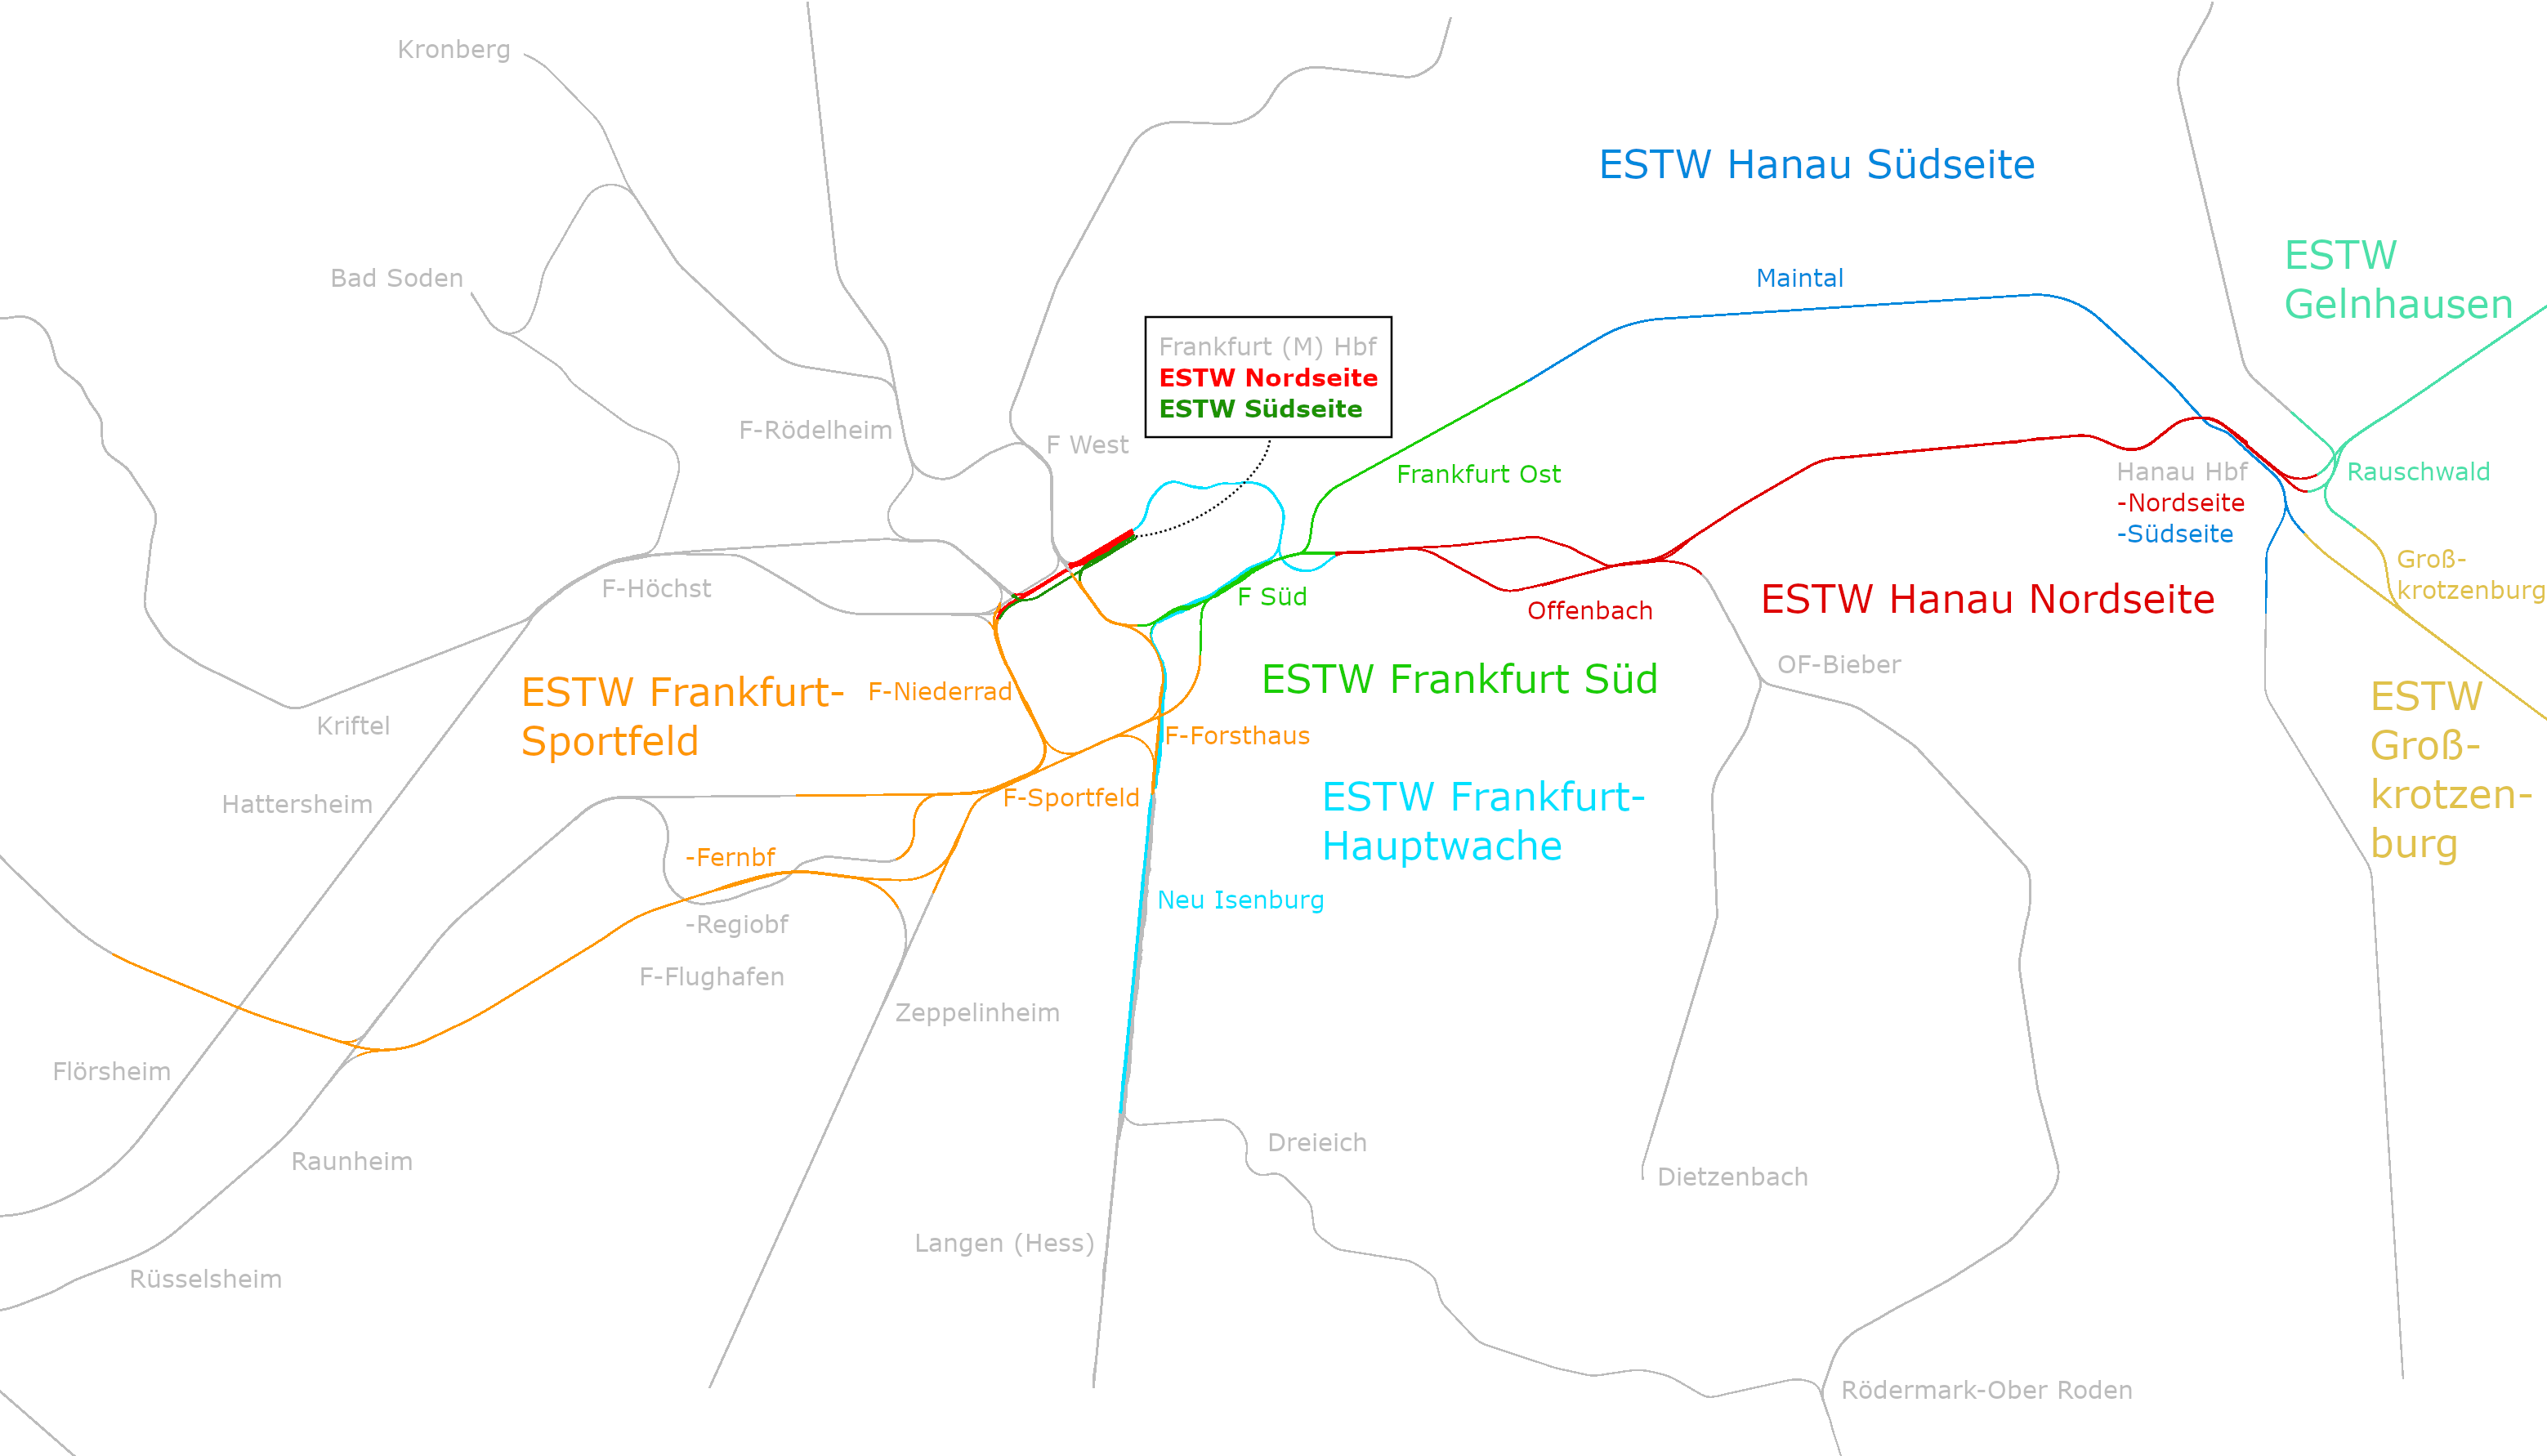 Kronberg
ESTW Hanau Südseite
Bad Soden
Maintal
ESTW
Gelnhausen
Frankfurt (M) Hbf
ESTW Nordseite
ESTW Südseite
F-Rödelheim
F West
Frankfurt Ost
Hanau Hbf
-Nordseite
-Südseite
Rauschwald
F-Höchst
F Süd
Offenbach
ESTW Hanau Nordseite
Groß-
krotzenburg
OF-Bieber
ESTW Frankfurt Süd
ESTW Frankfurt-
Sportfeld
F-Niederrad
Kriftel
F-Forsthaus
ESTW
Groß-
krotzen-
burg
Hattersheim
F-Sportfeld
ESTW Frankfurt-
Hauptwache
-Fernbf
-Regiobf
F-Flughafen
Neu Isenburg
Zeppelinheim
Flörsheim
Raunheim
Dreieich
Dietzenbach
Langen (Hess)
Rüsselsheim
Rödermark-Ober Roden